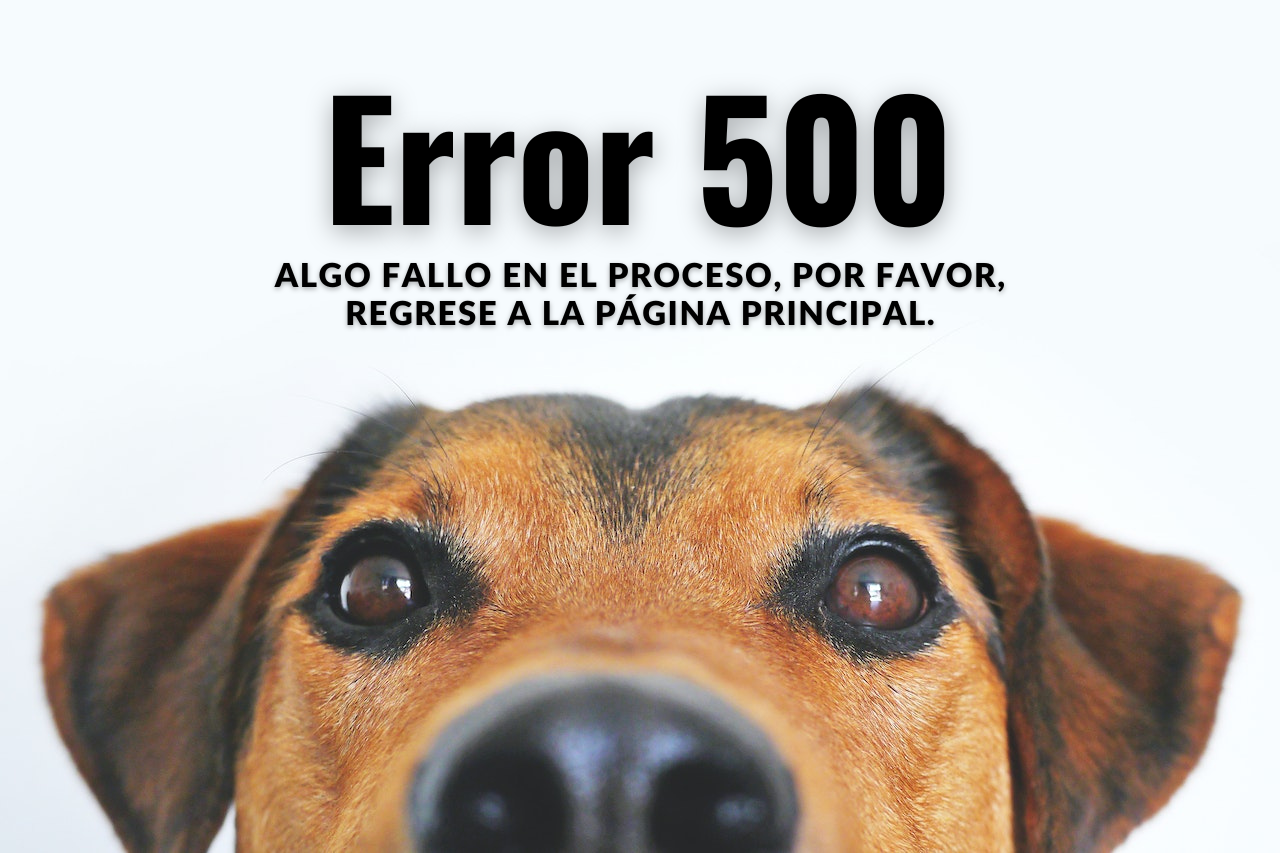 Error 500
ALGO FALLO EN EL PROCESO, POR FAVOR,
REGRESE A LA PÁGINA PRINCIPAL.